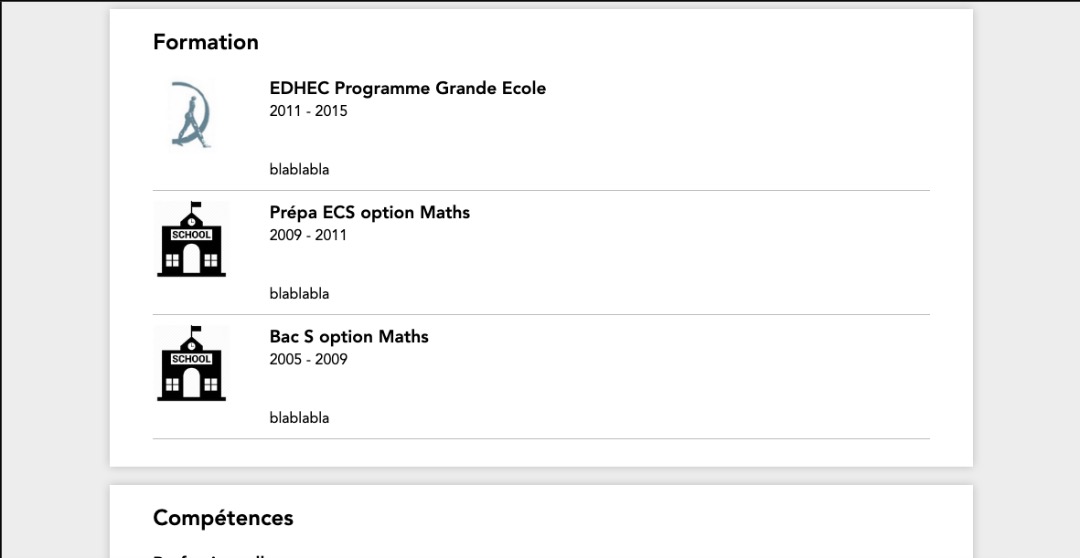 Formation
EDHEC Programme Grande Ecole
2011 - 2015
blablabla
SCHOOL
Prépa ECS option Maths
2009 - 2011
blablabla
SCHOOL
Bac S option Maths
2005 - 2009
blablabla
Compétences